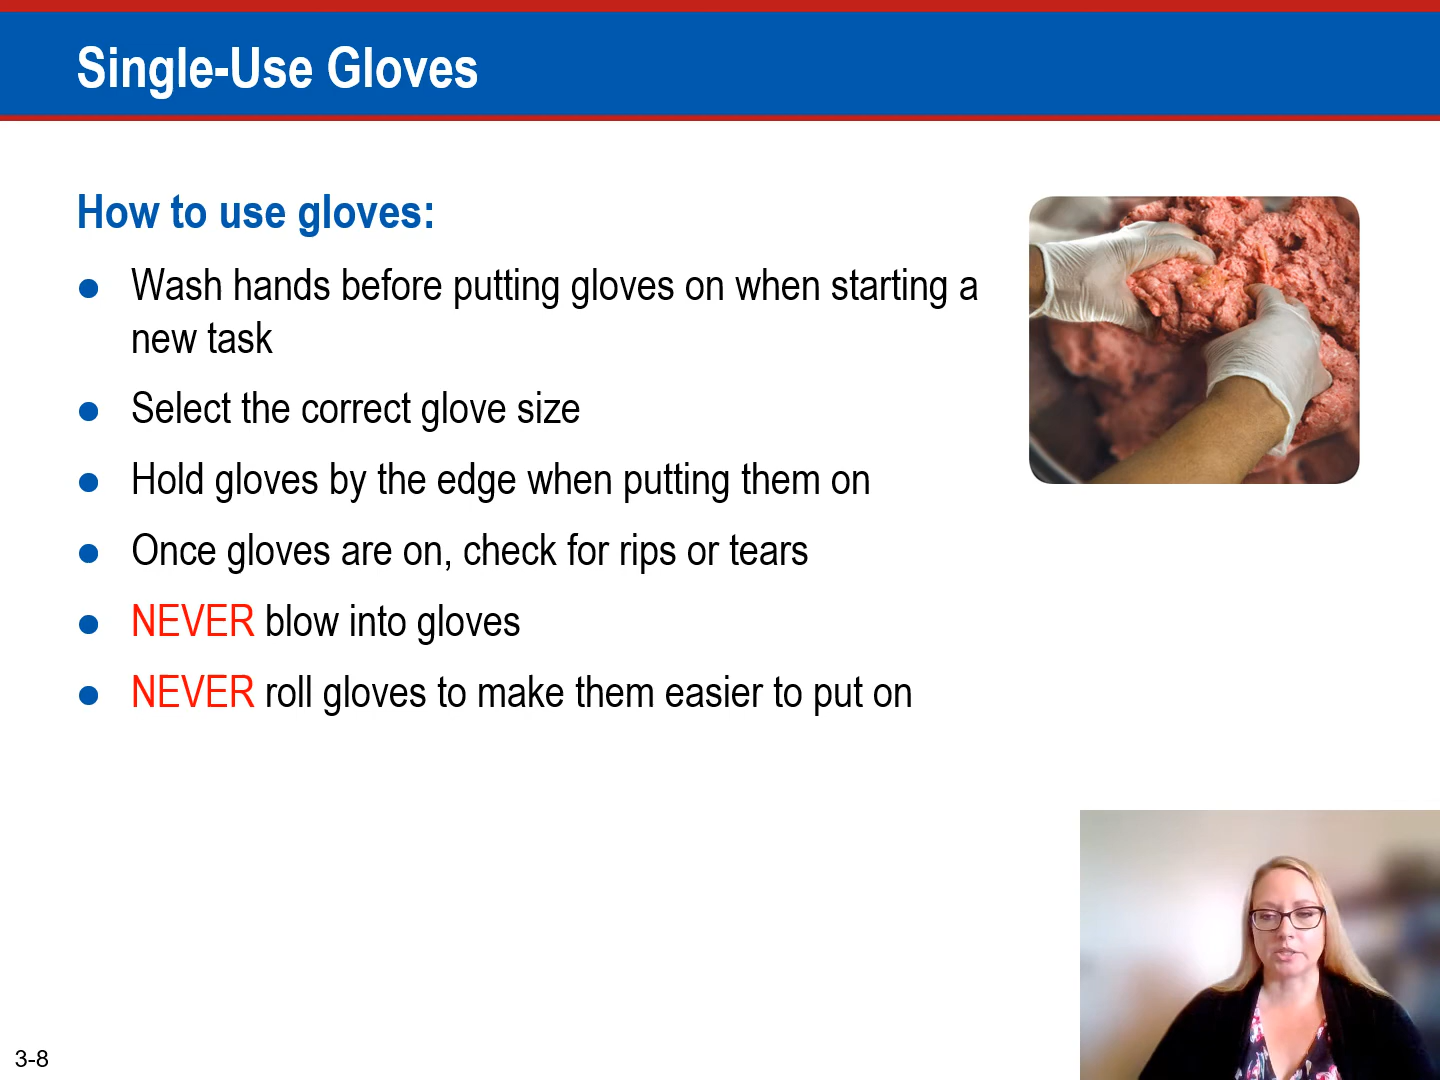 Single-Use Gloves
How to use gloves:
Wash hands before putting gloves on when starting a
new task
Select the correct glove size
Hold gloves by the edge when putting them on
Once gloves are on, check for rips or tears
NEVER blow into gloves
NEVER roll gloves to make them easier to put on
3-8